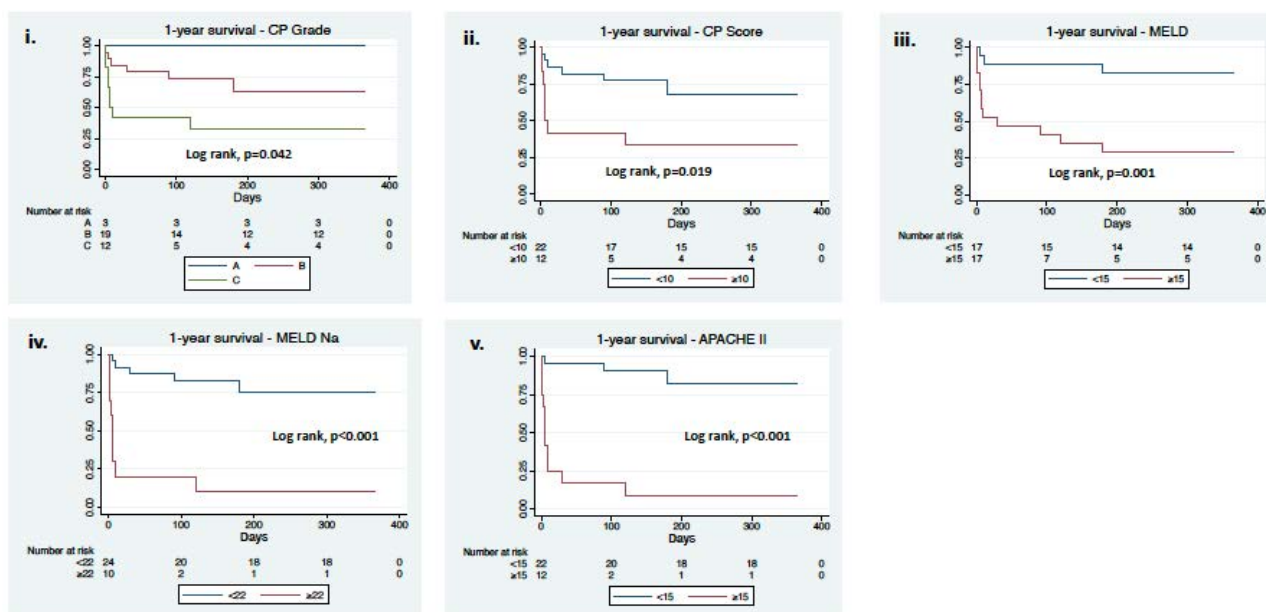 i.
1-year survival - CP Grade
1.00
0.75
0.50
0.25
0.00
Log rank, p=0.042
0 100 200 300 400
Days
Number at risk
A 3 3 3 3 0
B 19 14 12 12 0
C 12 5 4 4 0
A B
C
ii.
1-year survival - CP Score
1.00
0.75
0.50
0.25
0.00
Log rank, p=0.019
0 100 200 300 400
Days
Number at risk
<10 22 17 15 15 0
≥10 12 5 4 4 0
<10 ≥10
iii.
1-year survival - MELD
1.00
0.75
0.50
0.25
0.00
Log rank, p=0.001
0 100 200 300 400
Days
Number at risk
<15 17 15 14 14 0
≥15 17 7 5 5 0
<15 ≥15
iv.
1-year survival - MELD Na
1.00
0.75
0.50
0.25
0.00
Log rank, p<0.001
0 100 200 300 400
Days
Number at risk
<22 24 20 18 18 0
≥22 10 2 1 1 0
<22 ≥22
v.
1-year survival - APACHE II
1.00
0.75
0.50
0.25
0.00
Log rank, p<0.001
0 100 200 300 400
Days
Number at risk
<15 22 20 18 18 0
≥15 12 2 1 1 0
<15 ≥15